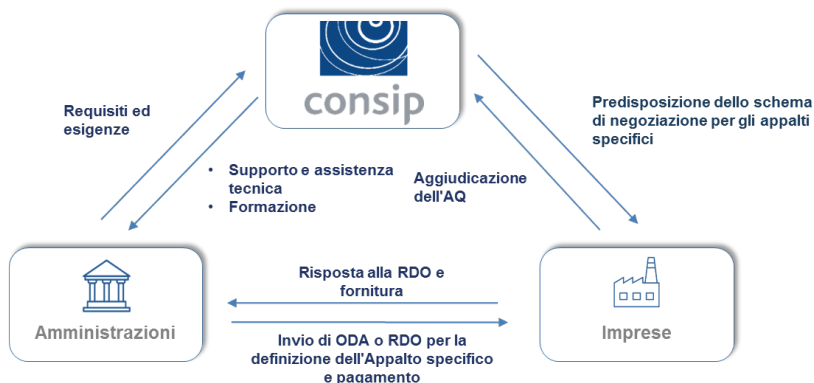 consip
Requisiti ed
esigenze
Predisposizione dello schema
di negoziazione per gli appalti
specifici
• Supporto e assistenza
tecnica
• Formazione
Aggiudicazione
dell'AQ
Amministrazioni
Risposta alla RDO e
fornitura
Invio di ODA o RDO per la
definizione dell'Appalto specifico
e pagamento
Imprese